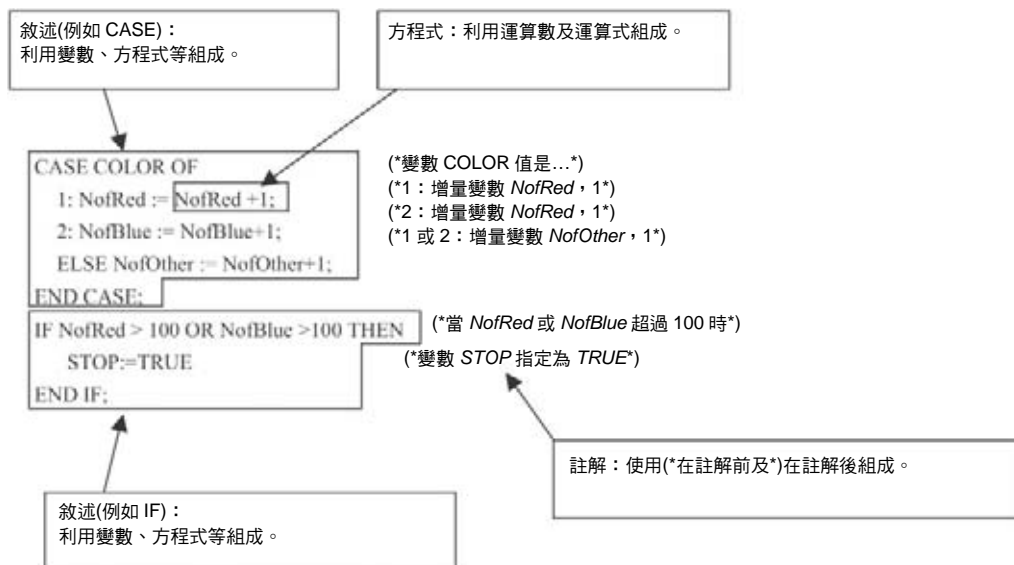 敘述(例如 CASE)：
利用變數、方程式等組成。
方程式：利用運算數及運算式組成。
CASE COLOR OF
1: NofRed := NofRed +1;
2: NofBlue := NofBlue+1;
ELSE NofOther := NofOther+1;
END CASE;
(*變數 COLOR 值是…*)
(*1：增量變數 NofRed，1*)
(*2：增量變數 NofRed，1*)
(*1 或 2：增量變數 NofOther，1*)
IF NofRed > 100 OR NofBlue >100 THEN
STOP:=TRUE
END IF;
(*當 NofRed 或 NofBlue 超過 100 時*)
(*變數 STOP 指定為 TRUE*)
註解：使用(*在註解前及*)在註解後組成。
敘述(例如 IF)：
利用變數、方程式等組成。